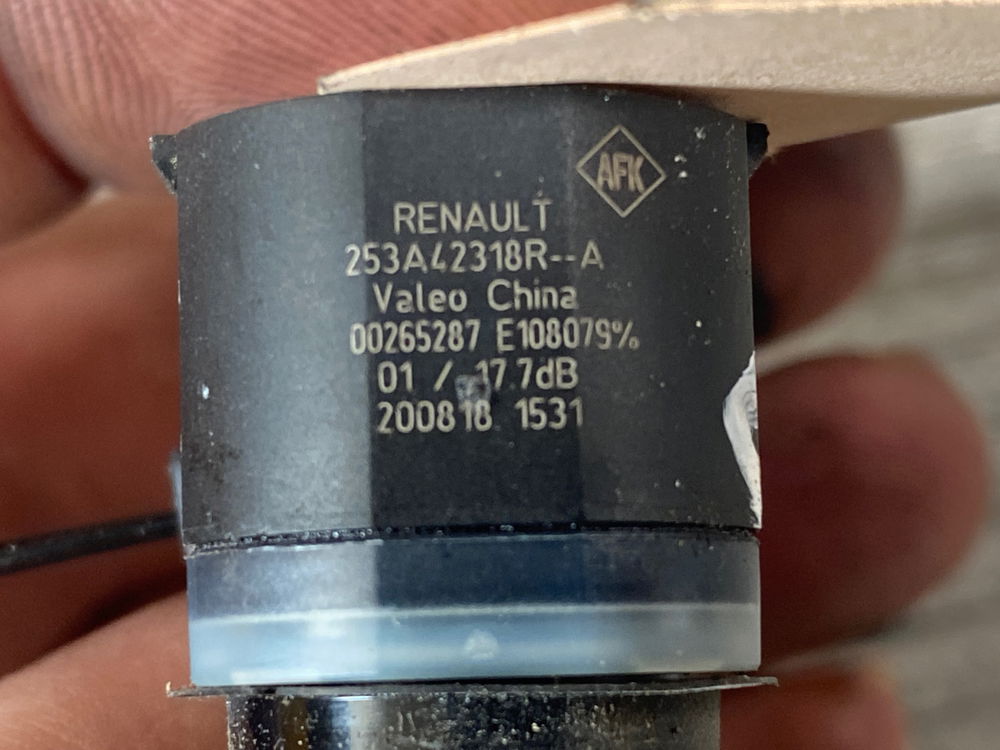 AFK
RENAULT
253A42318R--A
Valeo China
00265287 E108079%
01 / 17.7dB
200818 1531